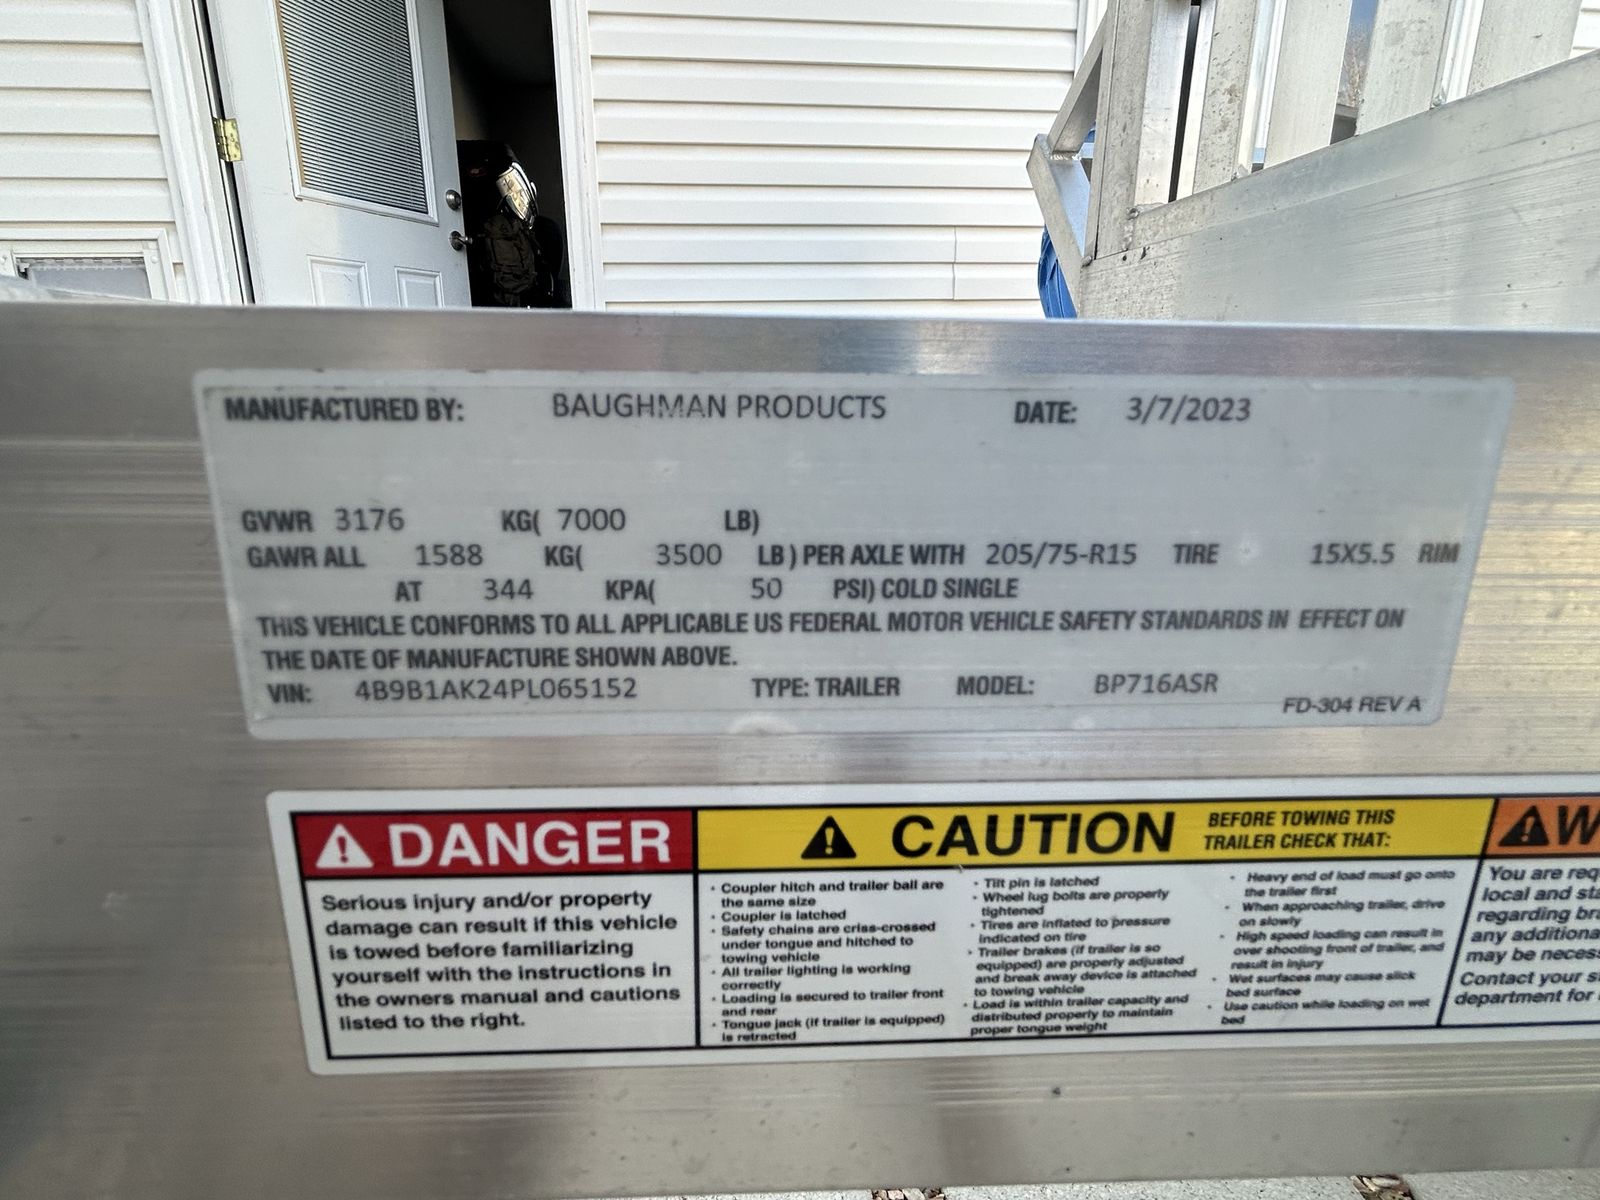 MANUFACTURED BY: BAUGHMAN PRODUCTS DATE: 3/7/2023
GVWR 3176 KG( 7000 LB)
GAWR ALL 1588 KG( 3500 LB ) PER AXLE WITH 205/75-R15 TIRE 15X5.5 RIM
AT 344 KPA( 50 PSI) COLD SINGLE
THIS VEHICLE CONFORMS TO ALL APPLICABLE US FEDERAL MOTOR VEHICLE SAFETY STANDARDS IN EFFECT ON
THE DATE OF MANUFACTURE SHOWN ABOVE.
VIN: 4B9B1AK24PL065152 TYPE: TRAILER MODEL: BP716ASR
FD-304 REV A
DANGER
Serious injury and/or property
damage can result if this vehicle
is towed before familiarizing
yourself with the instructions in
the owners manual and cautions
listed to the right.
CAUTION
BEFORE TOWING THIS
TRAILER CHECK THAT:
• Coupler hitch and trailer ball are
the same size
• Coupler is latched
• Safety chains are criss-crossed
under tongue and hitched to
towing vehicle
• All trailer lighting is working
correctly
• Loading is secured to trailer front
and rear
• Tongue jack (if trailer is equipped)
is retracted
• Tilt pin is latched
• Wheel lug bolts are properly
tightened
• Tires are inflated to pressure
indicated on tire
• Trailer brakes (if trailer is so
equipped) are properly adjusted
and break away device is attached
to towing vehicle
• Load is within trailer capacity and
distributed properly to maintain
proper tongue weight
• Heavy end of load must go onto
the trailer first
• When approaching trailer, drive
on slowly
• High speed loading can result in
over shooting front of trailer, and
result in injury
• Wet surfaces may cause slick
bed surface
• Use caution while loading on wet
bed
W
You are req
local and sta
regarding bra
any additiona
may be necess
Contact your s
department for